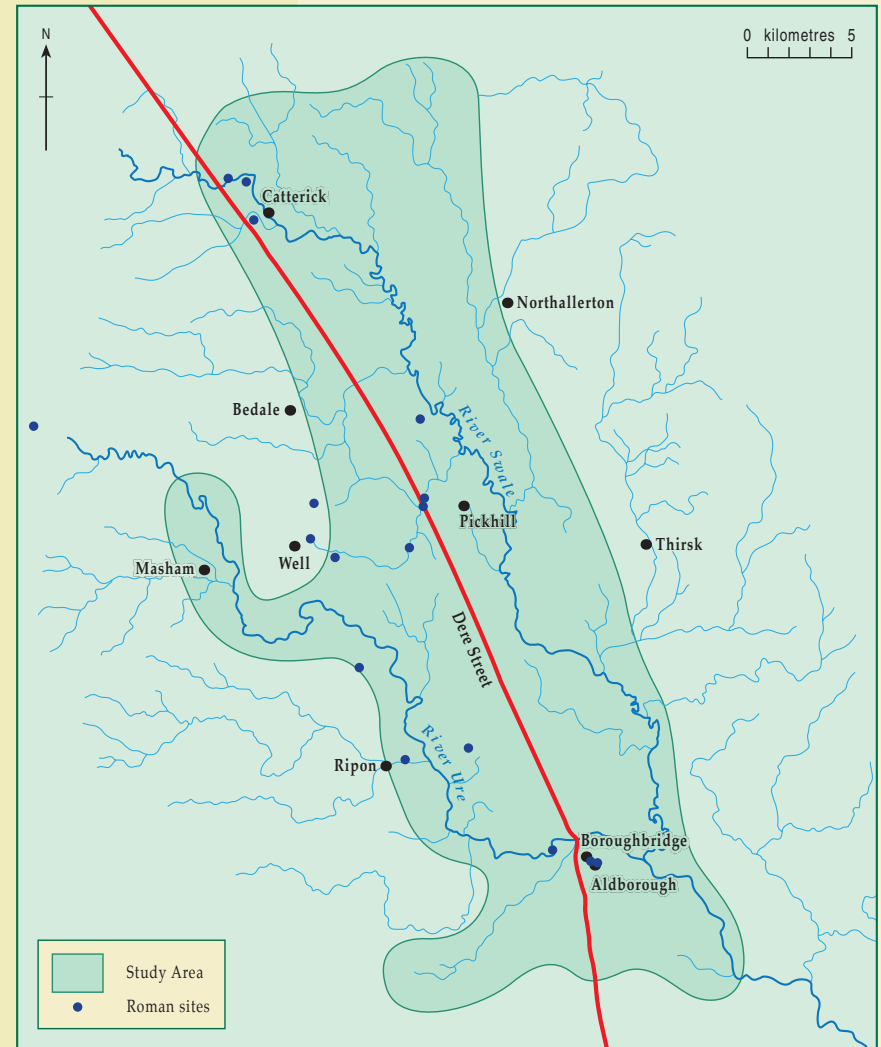 N
0 kilometres 5
Catterick
Northallerton
Bedale
River Swale
Pickhill
Thirsk
Well
Masham
Dere Street
River Ure
Ripon
Boroughbridge
Aldborough
Study Area
Roman sites